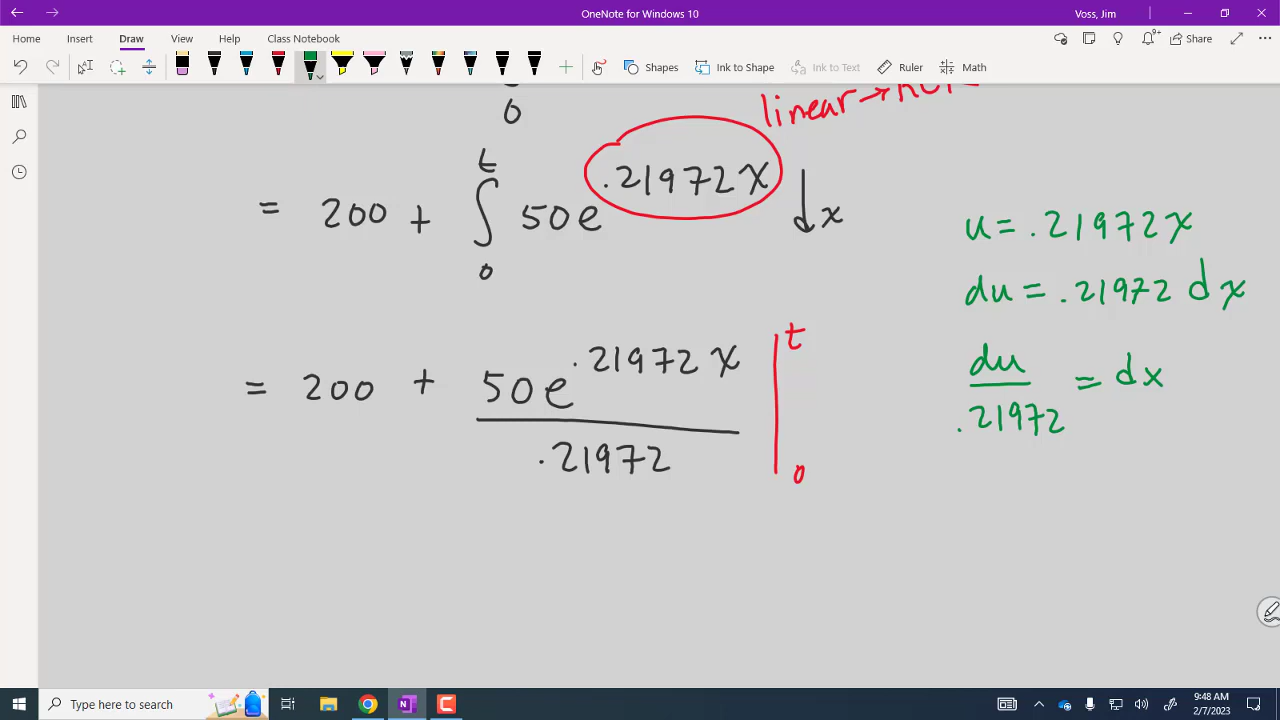 OneNote for Windows 10
Voss, Jim
Home Insert Draw View Help Class Notebook
Share
Shapes Ink to Shape Ink to Text Ruler Math
linear →
0
= 200 + ∫₀ᵗ 50e^.21972x dx
u = .21972x
du = .21972 dx
du/.21972 = dx
= 200 + 50e^.21972x/.21972 |₀ᵗ
Type here to search
9:48 AM
2/7/2023